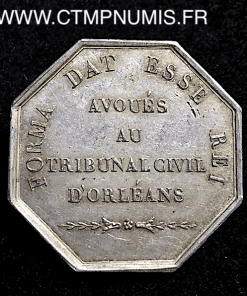 WWW.CTMPNUMIS.FR
FORMA DAT ESSE REI
AVOUÉS
AU
TRIBUNAL CIVIL
D'ORLÉANS